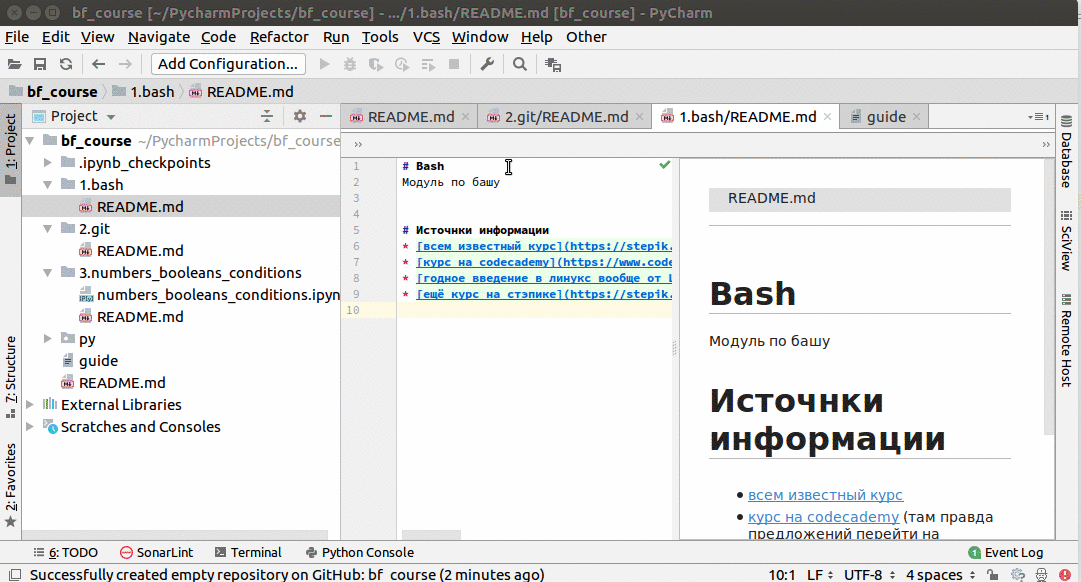 bf_course [~/PycharmProjects/bf_course] - .../1.bash/README.md [bf_course] - PyCharm
File Edit View Navigate Code Refactor Run Tools VCS Window Help Other
Add Configuration...
bf_course 1.bash README.md
1: Project
7: Structure
2: Favorites
Project
bf_course ~/PycharmProjects/bf_course
.ipynb_checkpoints
1.bash
README.md
2.git
README.md
3.numbers_booleans_conditions
numbers_booleans_conditions.ipyn
README.md
py
guide
README.md
External Libraries
Scratches and Consoles
README.md 2.git/README.md 1.bash/README.md guide
1 # Bash
2 Модуль по башу
3
4
5 # Источнки информации
6 * [всем известный курс](https://stepik.
7 * [курс на codecademy](https://www.code
8 * [годное введение в линукс вообще от L
9 * [ещё курс на стэпике](https://stepik.
10
README.md
Bash
Модуль по башу
Источнки
информации
• всем известный курс
• курс на codecademy (там правда
предложений перейти на
Database
SciView
Remote Host
6: TODO SonarLint Terminal Python Console 1 Event Log
Successfully created empty repository on GitHub: bf_course (2 minutes ago) 10:1 LF UTF-8 4 spaces